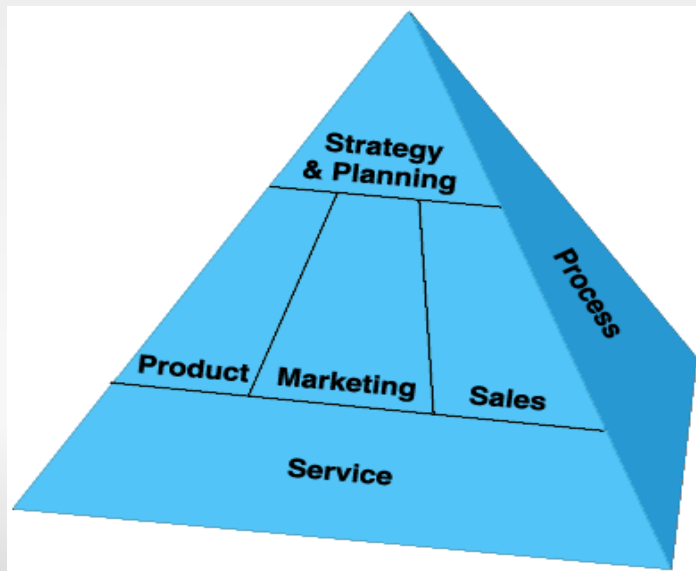 Strategy
& Planning
Process
Product
Marketing
Sales
Service